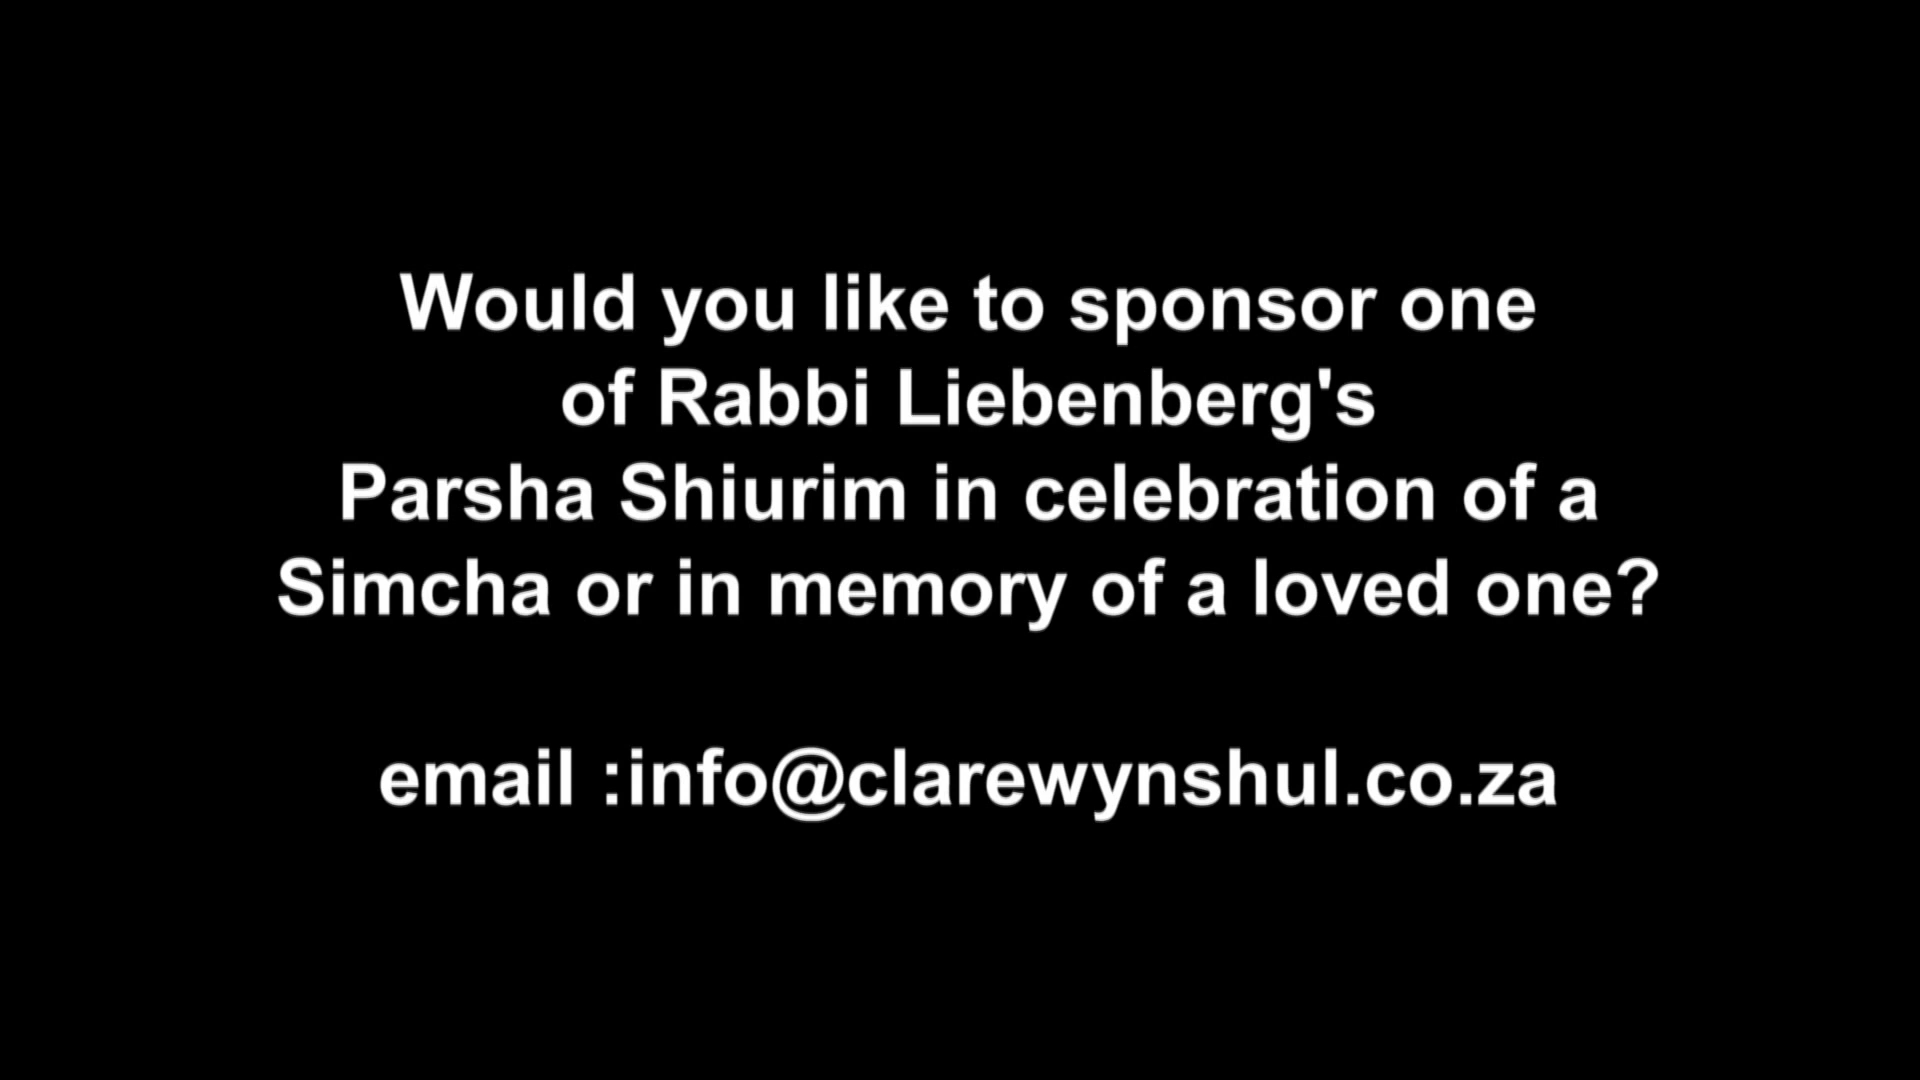 Would you like to sponsor one
of Rabbi Liebenberg's
Parsha Shiurim in celebration of a
Simcha or in memory of a loved one?
email :info@clarewynshul.co.za